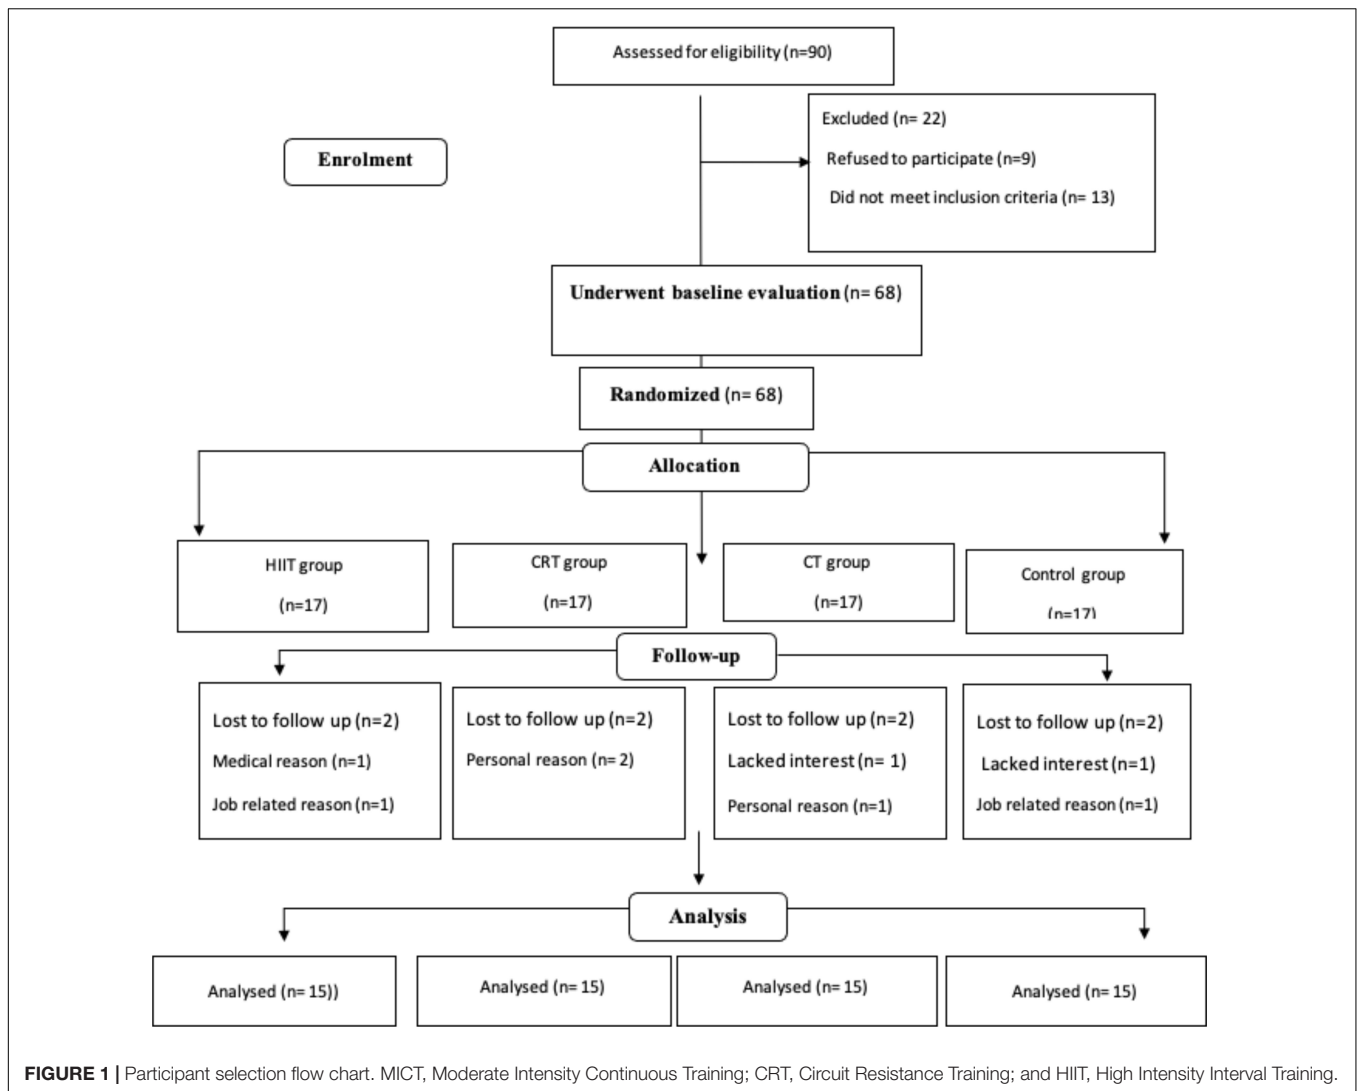 Assessed for eligibility (n=90)
Excluded (n= 22)
Refused to participate (n=9)
Did not meet inclusion criteria (n= 13)
Enrolment
Underwent baseline evaluation (n= 68)
Randomized (n= 68)
Allocation
HIIT group
(n=17)
CRT group
(n=17)
CT group
(n=17)
Control group
(n=17)
Follow-up
Lost to follow up (n=2)
Medical reason (n=1)
Job related reason (n=1)
Lost to follow up (n=2)
Personal reason (n= 2)
Lost to follow up (n=2)
Lacked interest (n= 1)
Personal reason (n=1)
Lost to follow up (n=2)
Lacked interest (n=1)
Job related reason (n=1)
Analysis
Analysed (n= 15))
Analysed (n= 15)
Analysed (n= 15)
Analysed (n= 15)
FIGURE 1 | Participant selection flow chart. MICT, Moderate Intensity Continuous Training; CRT, Circuit Resistance Training; and HIIT, High Intensity Interval Training.